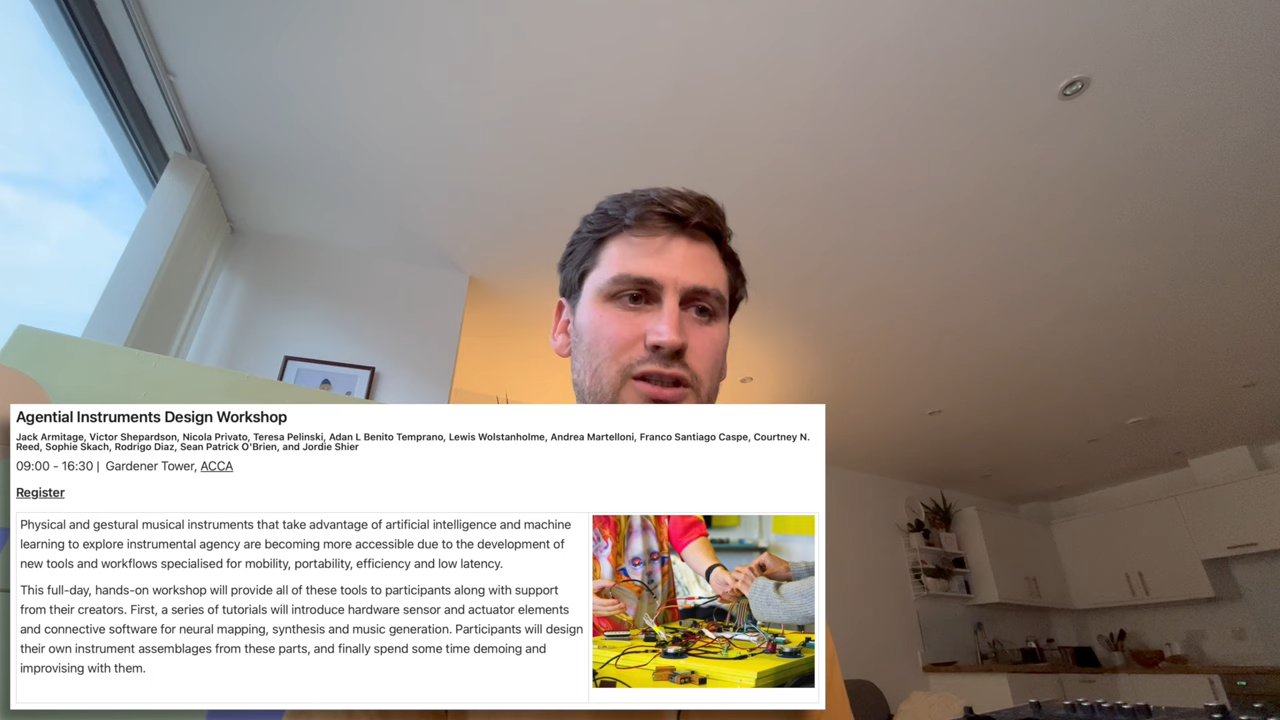 Agential Instruments Design Workshop
Jack Armitage, Victor Shepardson, Nicola Privato, Teresa Pelinski, Adan L Benito Temprano, Lewis Wolstanholme, Andrea Martelloni, Franco Santiago Caspe, Courtney N.
Reed, Sophie Skach, Rodrigo Diaz, Sean Patrick O'Brien, and Jordie Shier
09:00 - 16:30 | Gardener Tower, ACCA
Register
Physical and gestural musical instruments that take advantage of artificial intelligence and machine
learning to explore instrumental agency are becoming more accessible due to the development of
new tools and workflows specialised for mobility, portability, efficiency and low latency.
This full-day, hands-on workshop will provide all of these tools to participants along with support
from their creators. First, a series of tutorials will introduce hardware sensor and actuator elements
and connective software for neural mapping, synthesis and music generation. Participants will design
their own instrument assemblages from these parts, and finally spend some time demoing and
improvising with them.